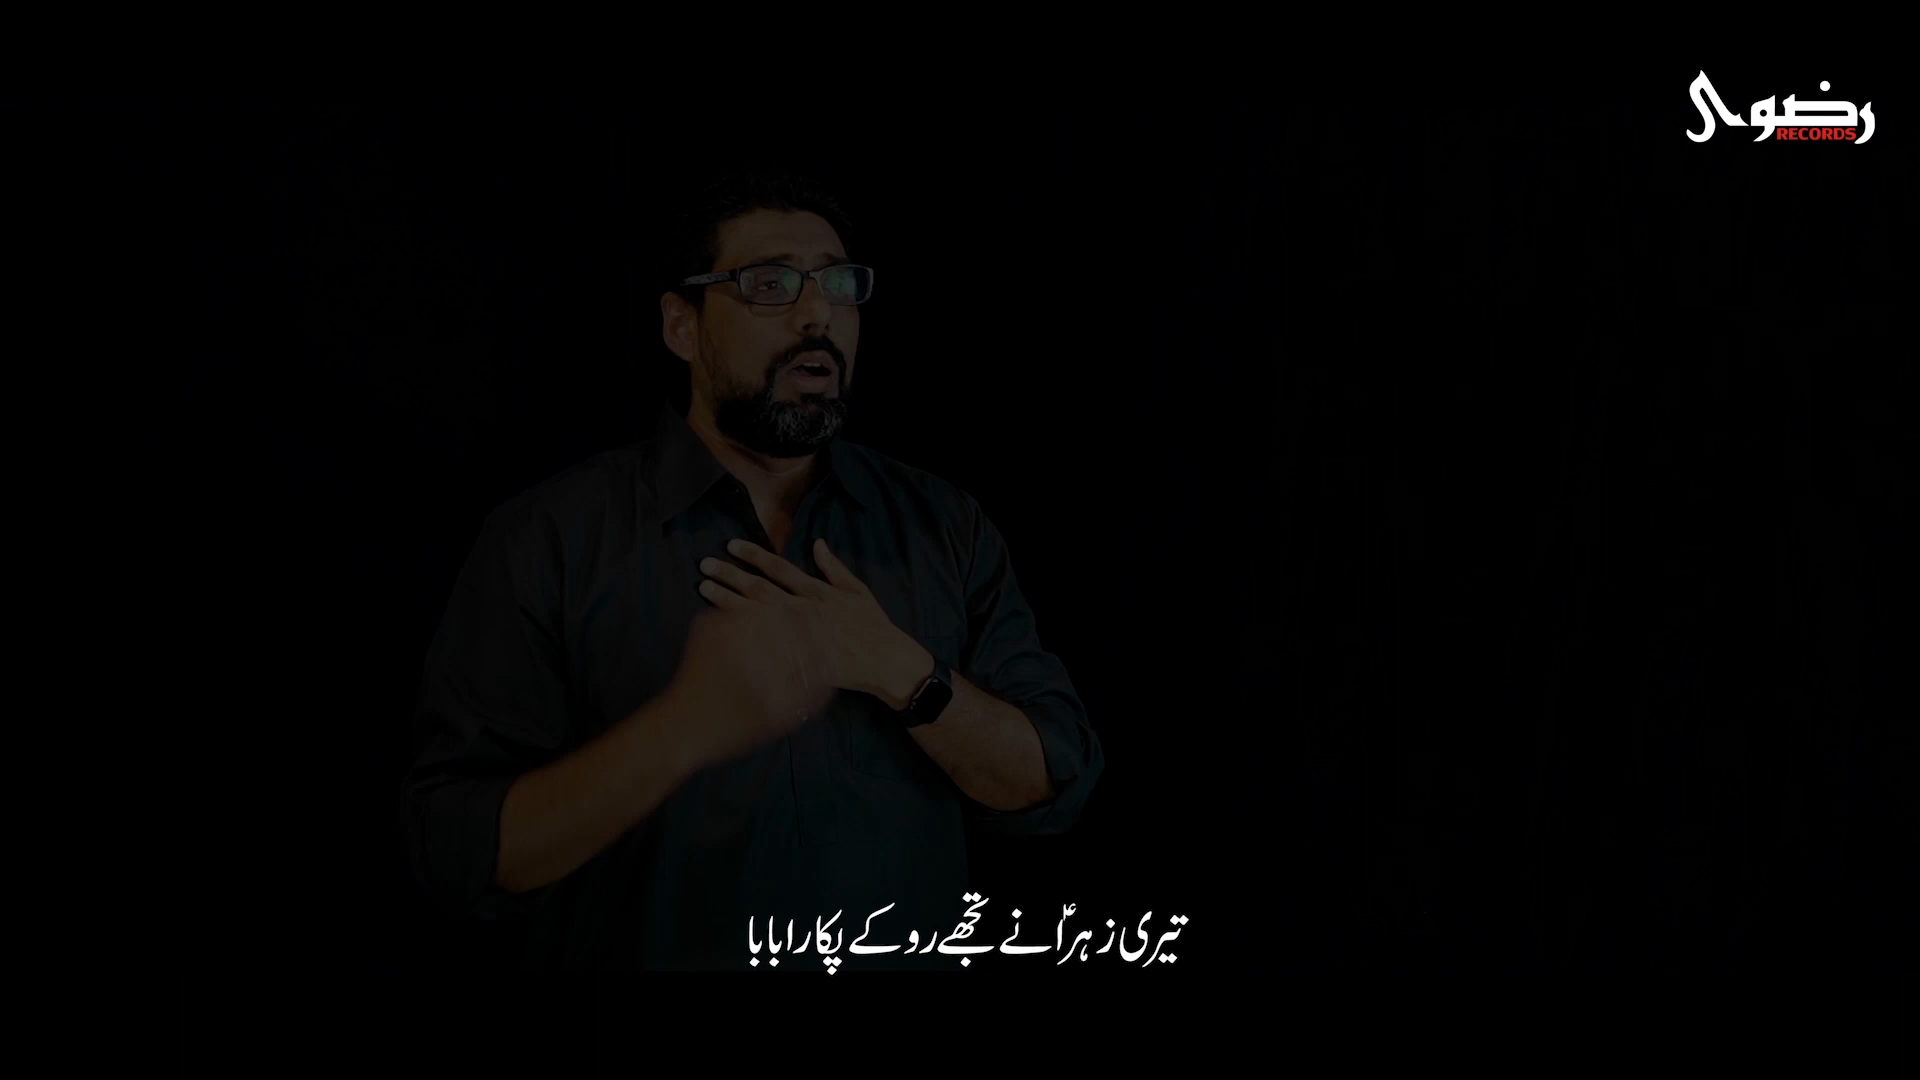 رضوی
RECORDS
تیری زہراؑ نے تجھے رو کے پکارا بابا